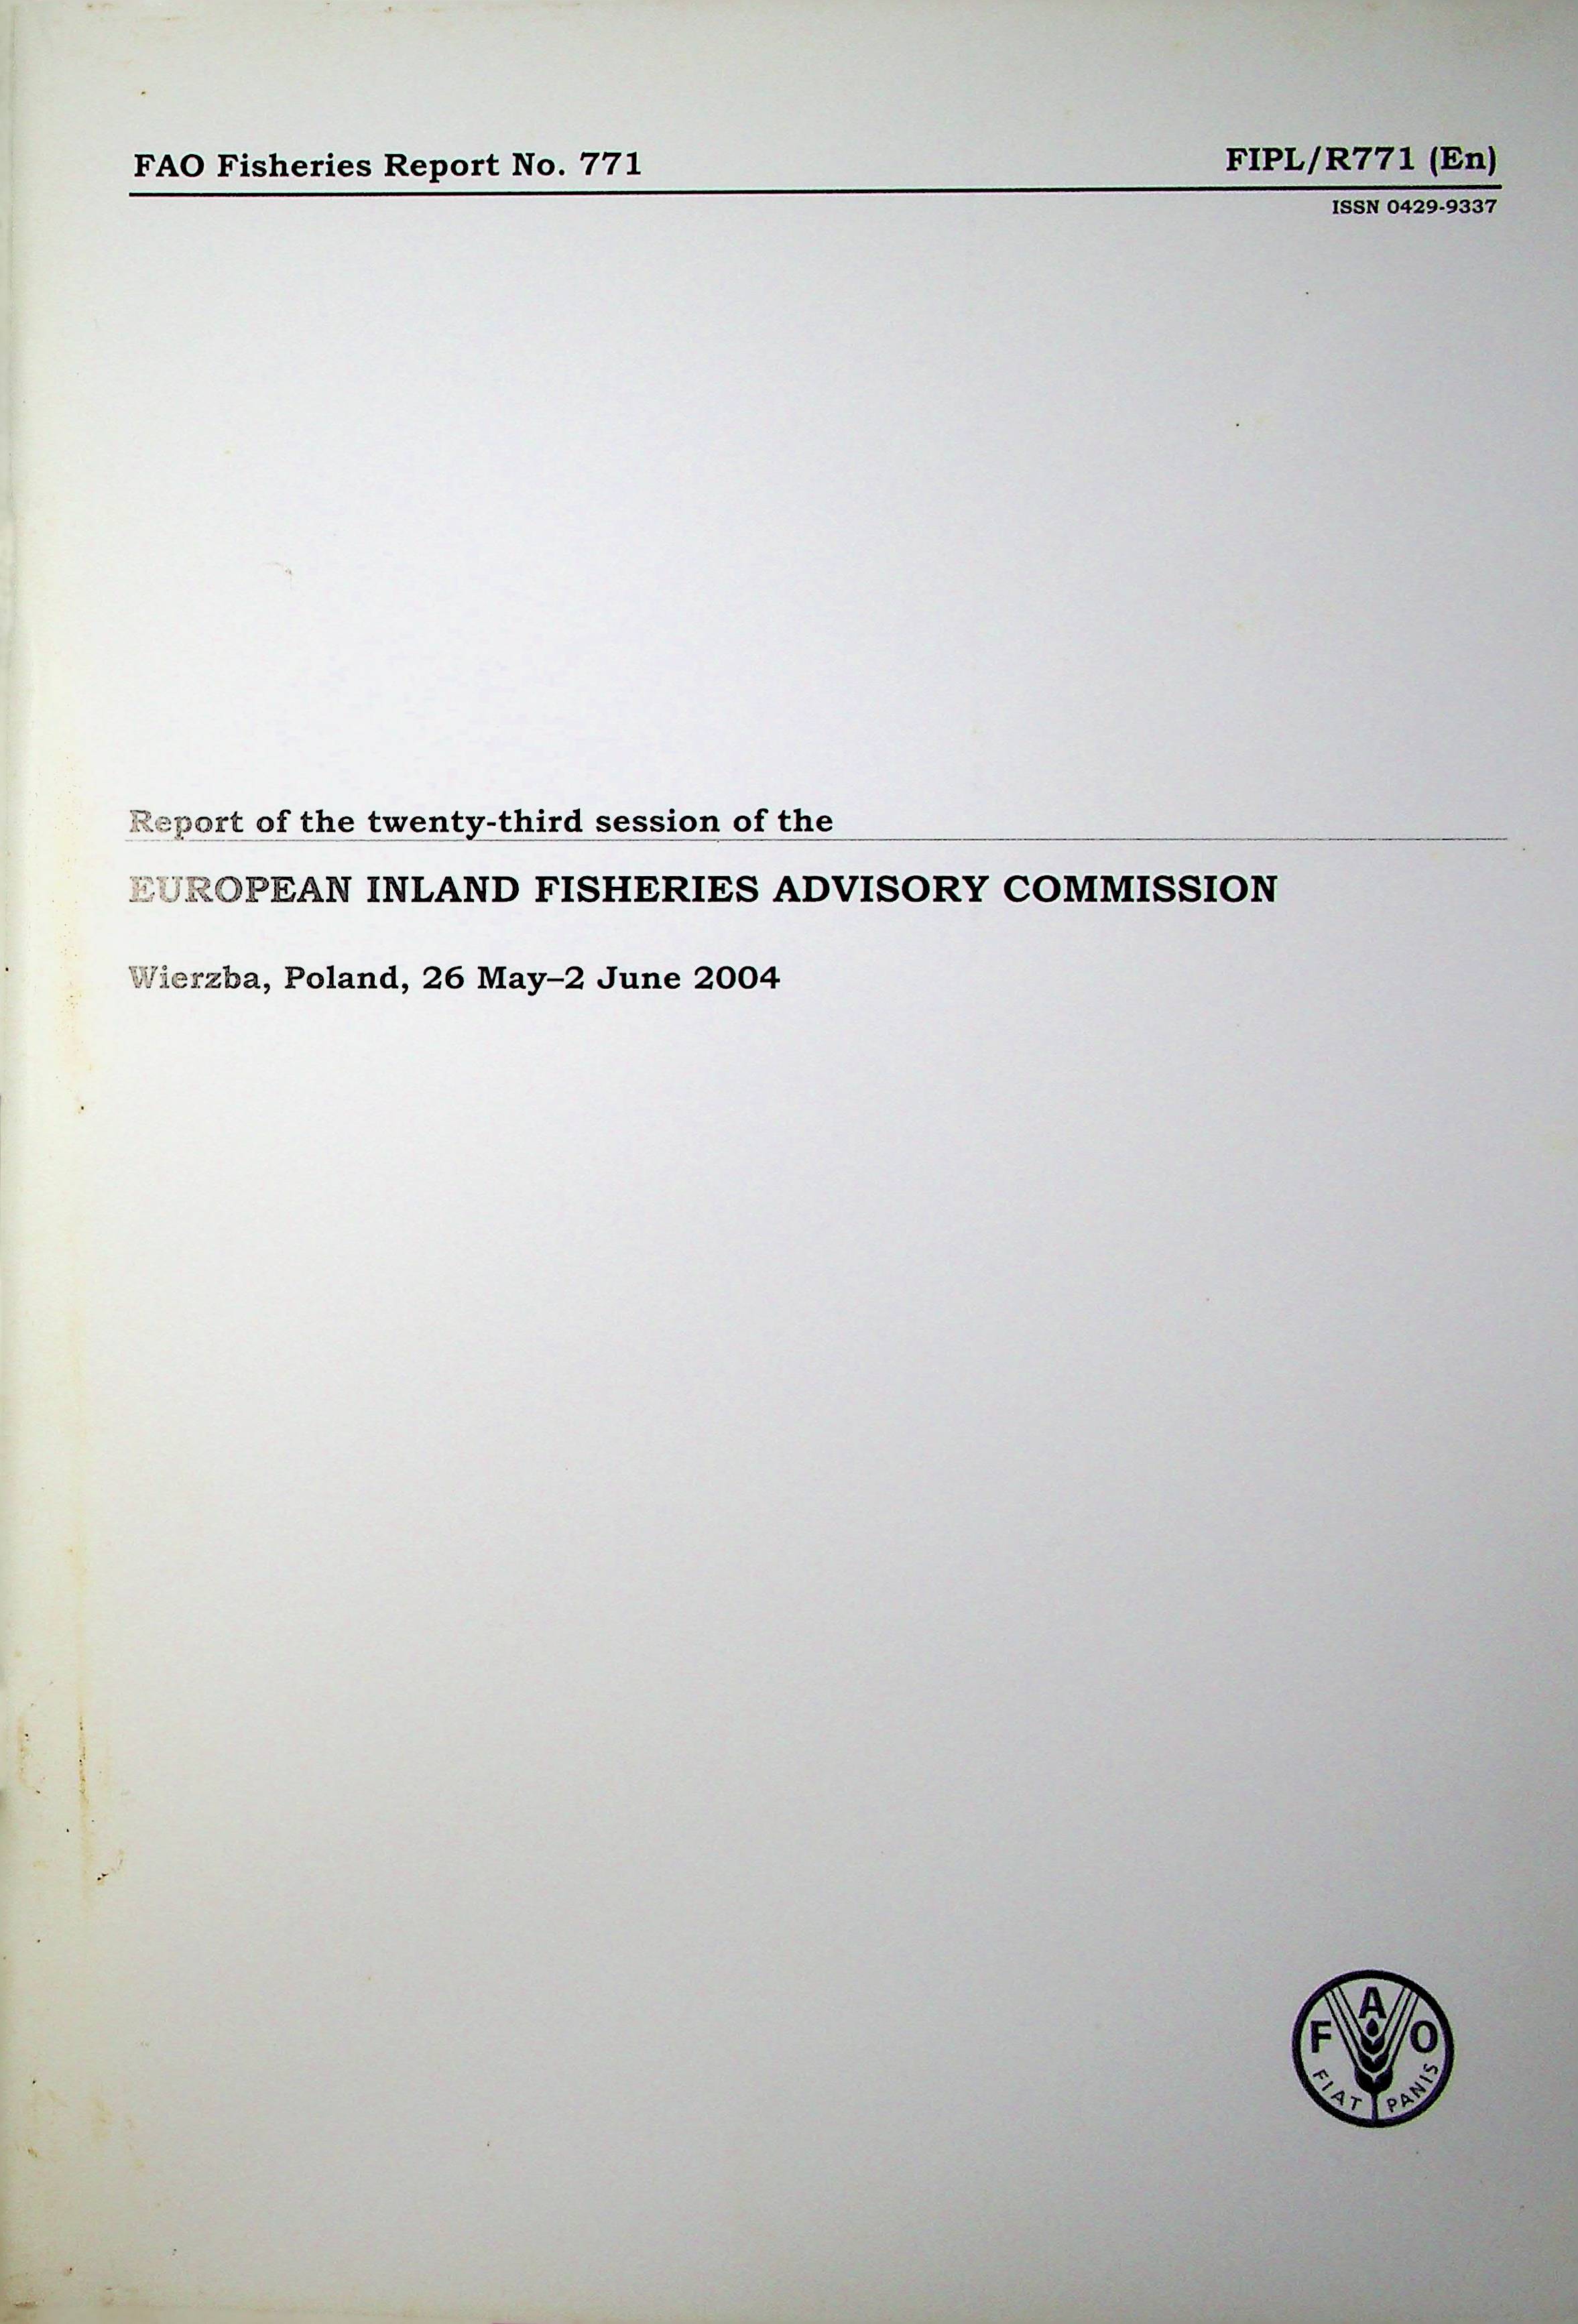 FAO Fisheries Report No. 771
FIPL/R771 (En)
ISSN 0429-9337
Report of the twenty-third session of the
EUROPEAN INLAND FISHERIES ADVISORY COMMISSION
Wierzba, Poland, 26 May–2 June 2004
F A O
FIAT PANIS